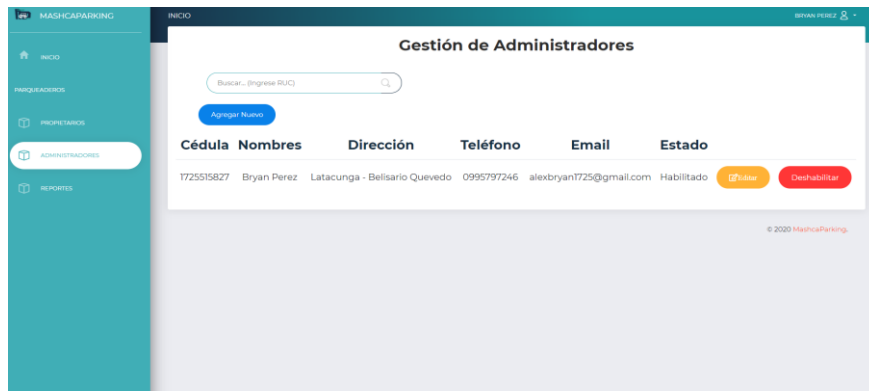 MASHCAPARKING
INICIO
BRYAN PEREZ
INICIO
PARQUEADEROS
PROPIETARIOS
ADMINISTRADORES
REPORTES
Gestión de Administradores
Buscar... (Ingrese RUC)
Agregar Nuevo
Cédula Nombres Dirección Teléfono Email Estado
1725515827 Bryan Perez Latacunga - Belisario Quevedo 0995797246 alexbryan1725@gmail.com Habilitado Editar Deshabilitar
© 2020 MashcaParking.